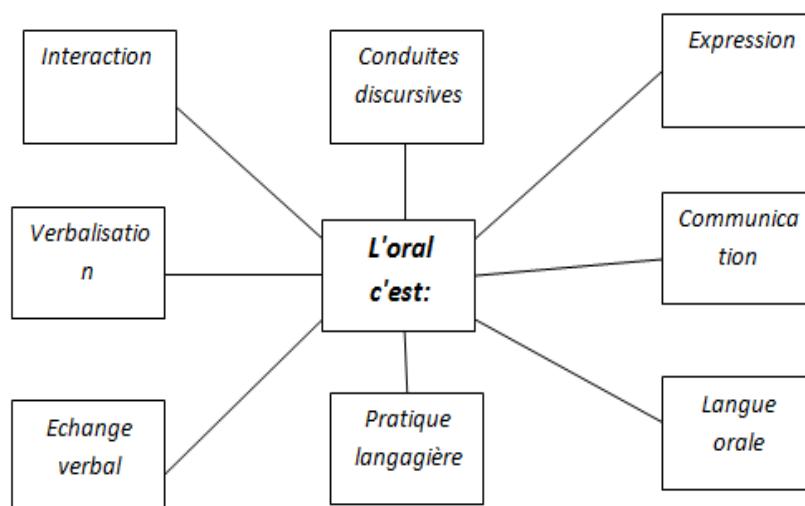 Interaction
Conduites
discursives
Expression
Verbalisatio
n
L'oral
c'est:
Communica
tion
Echange
verbal
Pratique
langagière
Langue
orale